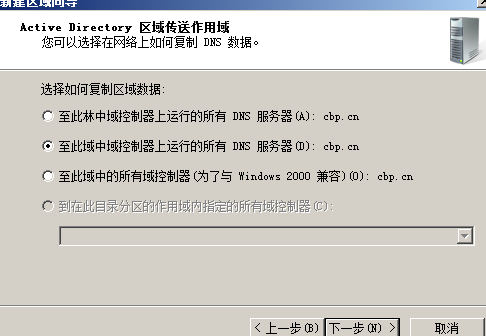 新建区域向导
Active Directory 区域传送作用域
您可以选择在网络上如何复制 DNS 数据。
选择如何复制区域数据:
至此林中域控制器上运行的所有 DNS 服务器(A): cbp.cn
至此域中域控制器上运行的所有 DNS 服务器(D): cbp.cn
至此域中的所有域控制器(为了与 Windows 2000 兼容)(O): cbp.cn
到在此目录分区的作用域内指定的所有域控制器(C):
< 上一步(B) 下一步(N) > 取消